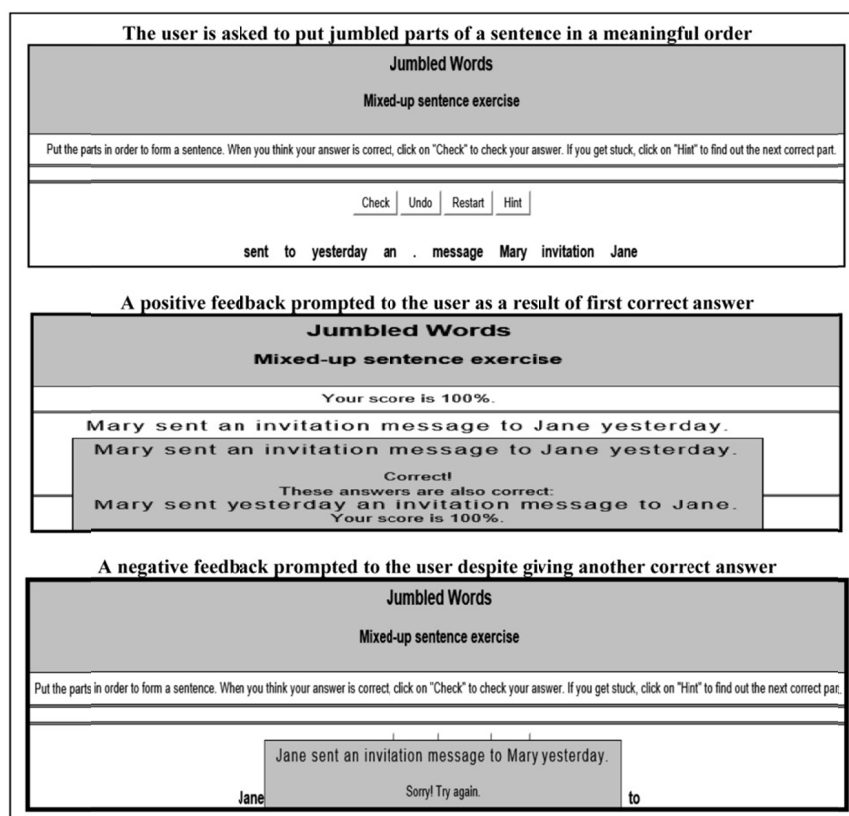 The user is asked to put jumbled parts of a sentence in a meaningful order
Jumbled Words
Mixed-up sentence exercise
Put the parts in order to form a sentence. When you think your answer is correct, click on "Check" to check your answer. If you get stuck, click on "Hint" to find out the next correct part.
Check Undo Restart Hint
sent to yesterday an . message Mary invitation Jane
A positive feedback prompted to the user as a result of first correct answer
Jumbled Words
Mixed-up sentence exercise
Your score is 100%.
Mary sent an invitation message to Jane yesterday.
Mary sent an invitation message to Jane yesterday.
Correct!
These answers are also correct:
Mary sent yesterday an invitation message to Jane.
Your score is 100%.
A negative feedback prompted to the user despite giving another correct answer
Jumbled Words
Mixed-up sentence exercise
Put the parts in order to form a sentence. When you think your answer is correct, click on "Check" to check your answer. If you get stuck, click on "Hint" to find out the next correct par.
Jane sent an invitation message to Mary yesterday.
Sorry! Try again.
Jane to